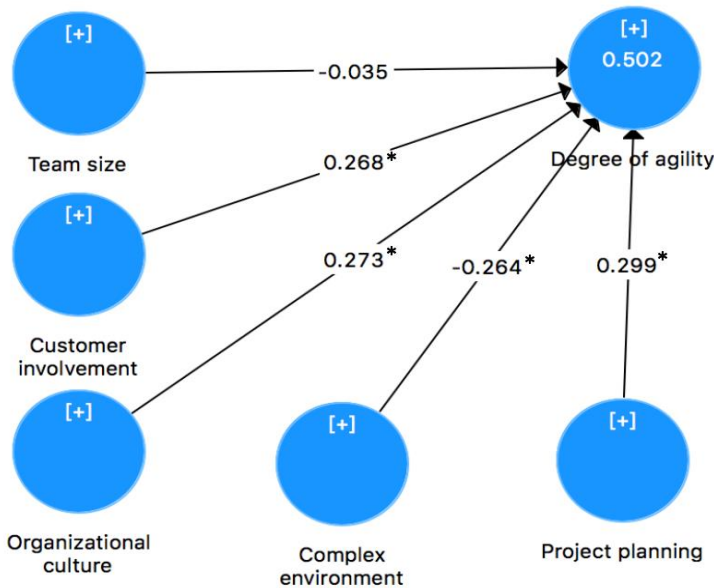 [+]
[+]
-0.035
0.502
Team size
Degree of agility
0.268*
[+]
0.273*
-0.264*
0.299*
Customer
involvement
[+]
[+]
[+]
Organizational
culture
Complex
environment
Project planning